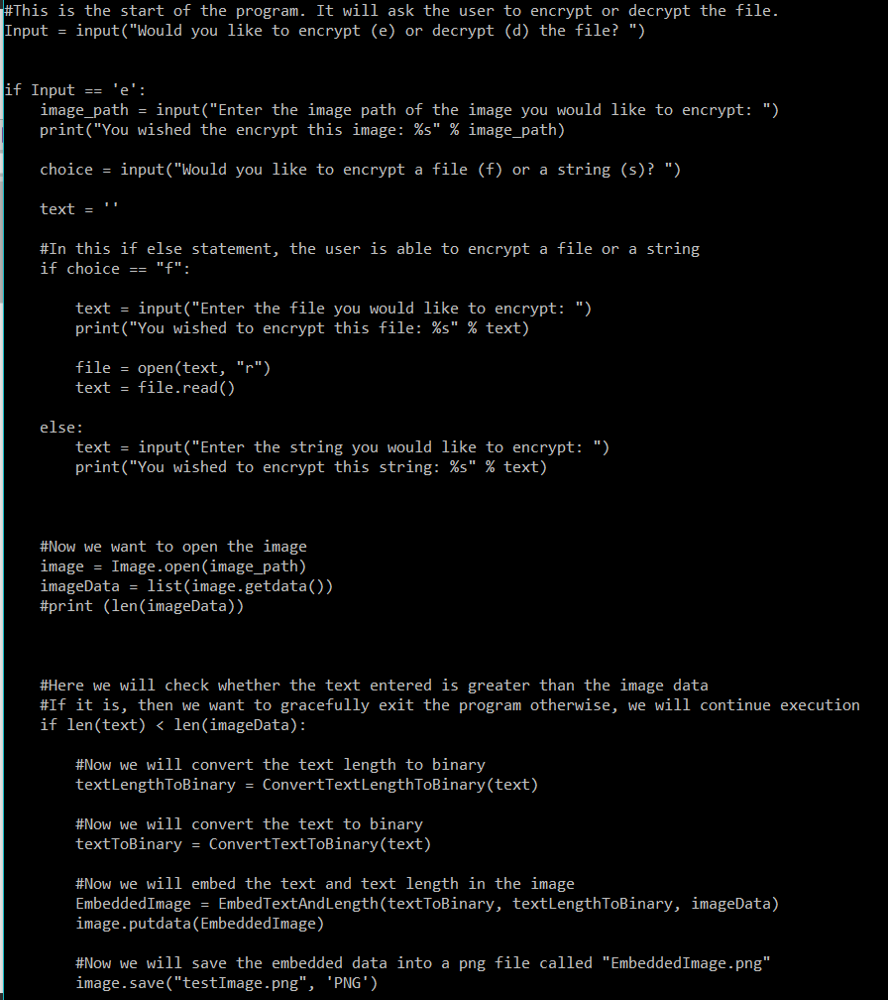 #This is the start of the program. It will ask the user to encrypt or decrypt the file.
Input = input("Would you like to encrypt (e) or decrypt (d) the file? ")
if Input == 'e':
    image_path = input("Enter the image path of the image you would like to encrypt: ")
    print("You wished the encrypt this image: %s" % image_path)
    choice = input("Would you like to encrypt a file (f) or a string (s)? ")
    text = ''
    #In this if else statement, the user is able to encrypt a file or a string
    if choice == "f":
        text = input("Enter the file you would like to encrypt: ")
        print("You wished to encrypt this file: %s" % text)
        file = open(text, "r")
        text = file.read()
    else:
        text = input("Enter the string you would like to encrypt: ")
        print("You wished to encrypt this string: %s" % text)
    #Now we want to open the image
    image = Image.open(image_path)
    imageData = list(image.getdata())
    #print (len(imageData))
    #Here we will check whether the text entered is greater than the image data
    #If it is, then we want to gracefully exit the program otherwise, we will continue execution
    if len(text) < len(imageData):
        #Now we will convert the text length to binary
        textLengthToBinary = ConvertTextLengthToBinary(text)
        #Now we will convert the text to binary
        textToBinary = ConvertTextToBinary(text)
        #Now we will embed the text and text length in the image
        EmbeddedImage = EmbedTextAndLength(textToBinary, textLengthToBinary, imageData)
        image.putdata(EmbeddedImage)
        #Now we will save the embedded data into a png file called "EmbeddedImage.png"
        image.save("testImage.png", 'PNG')